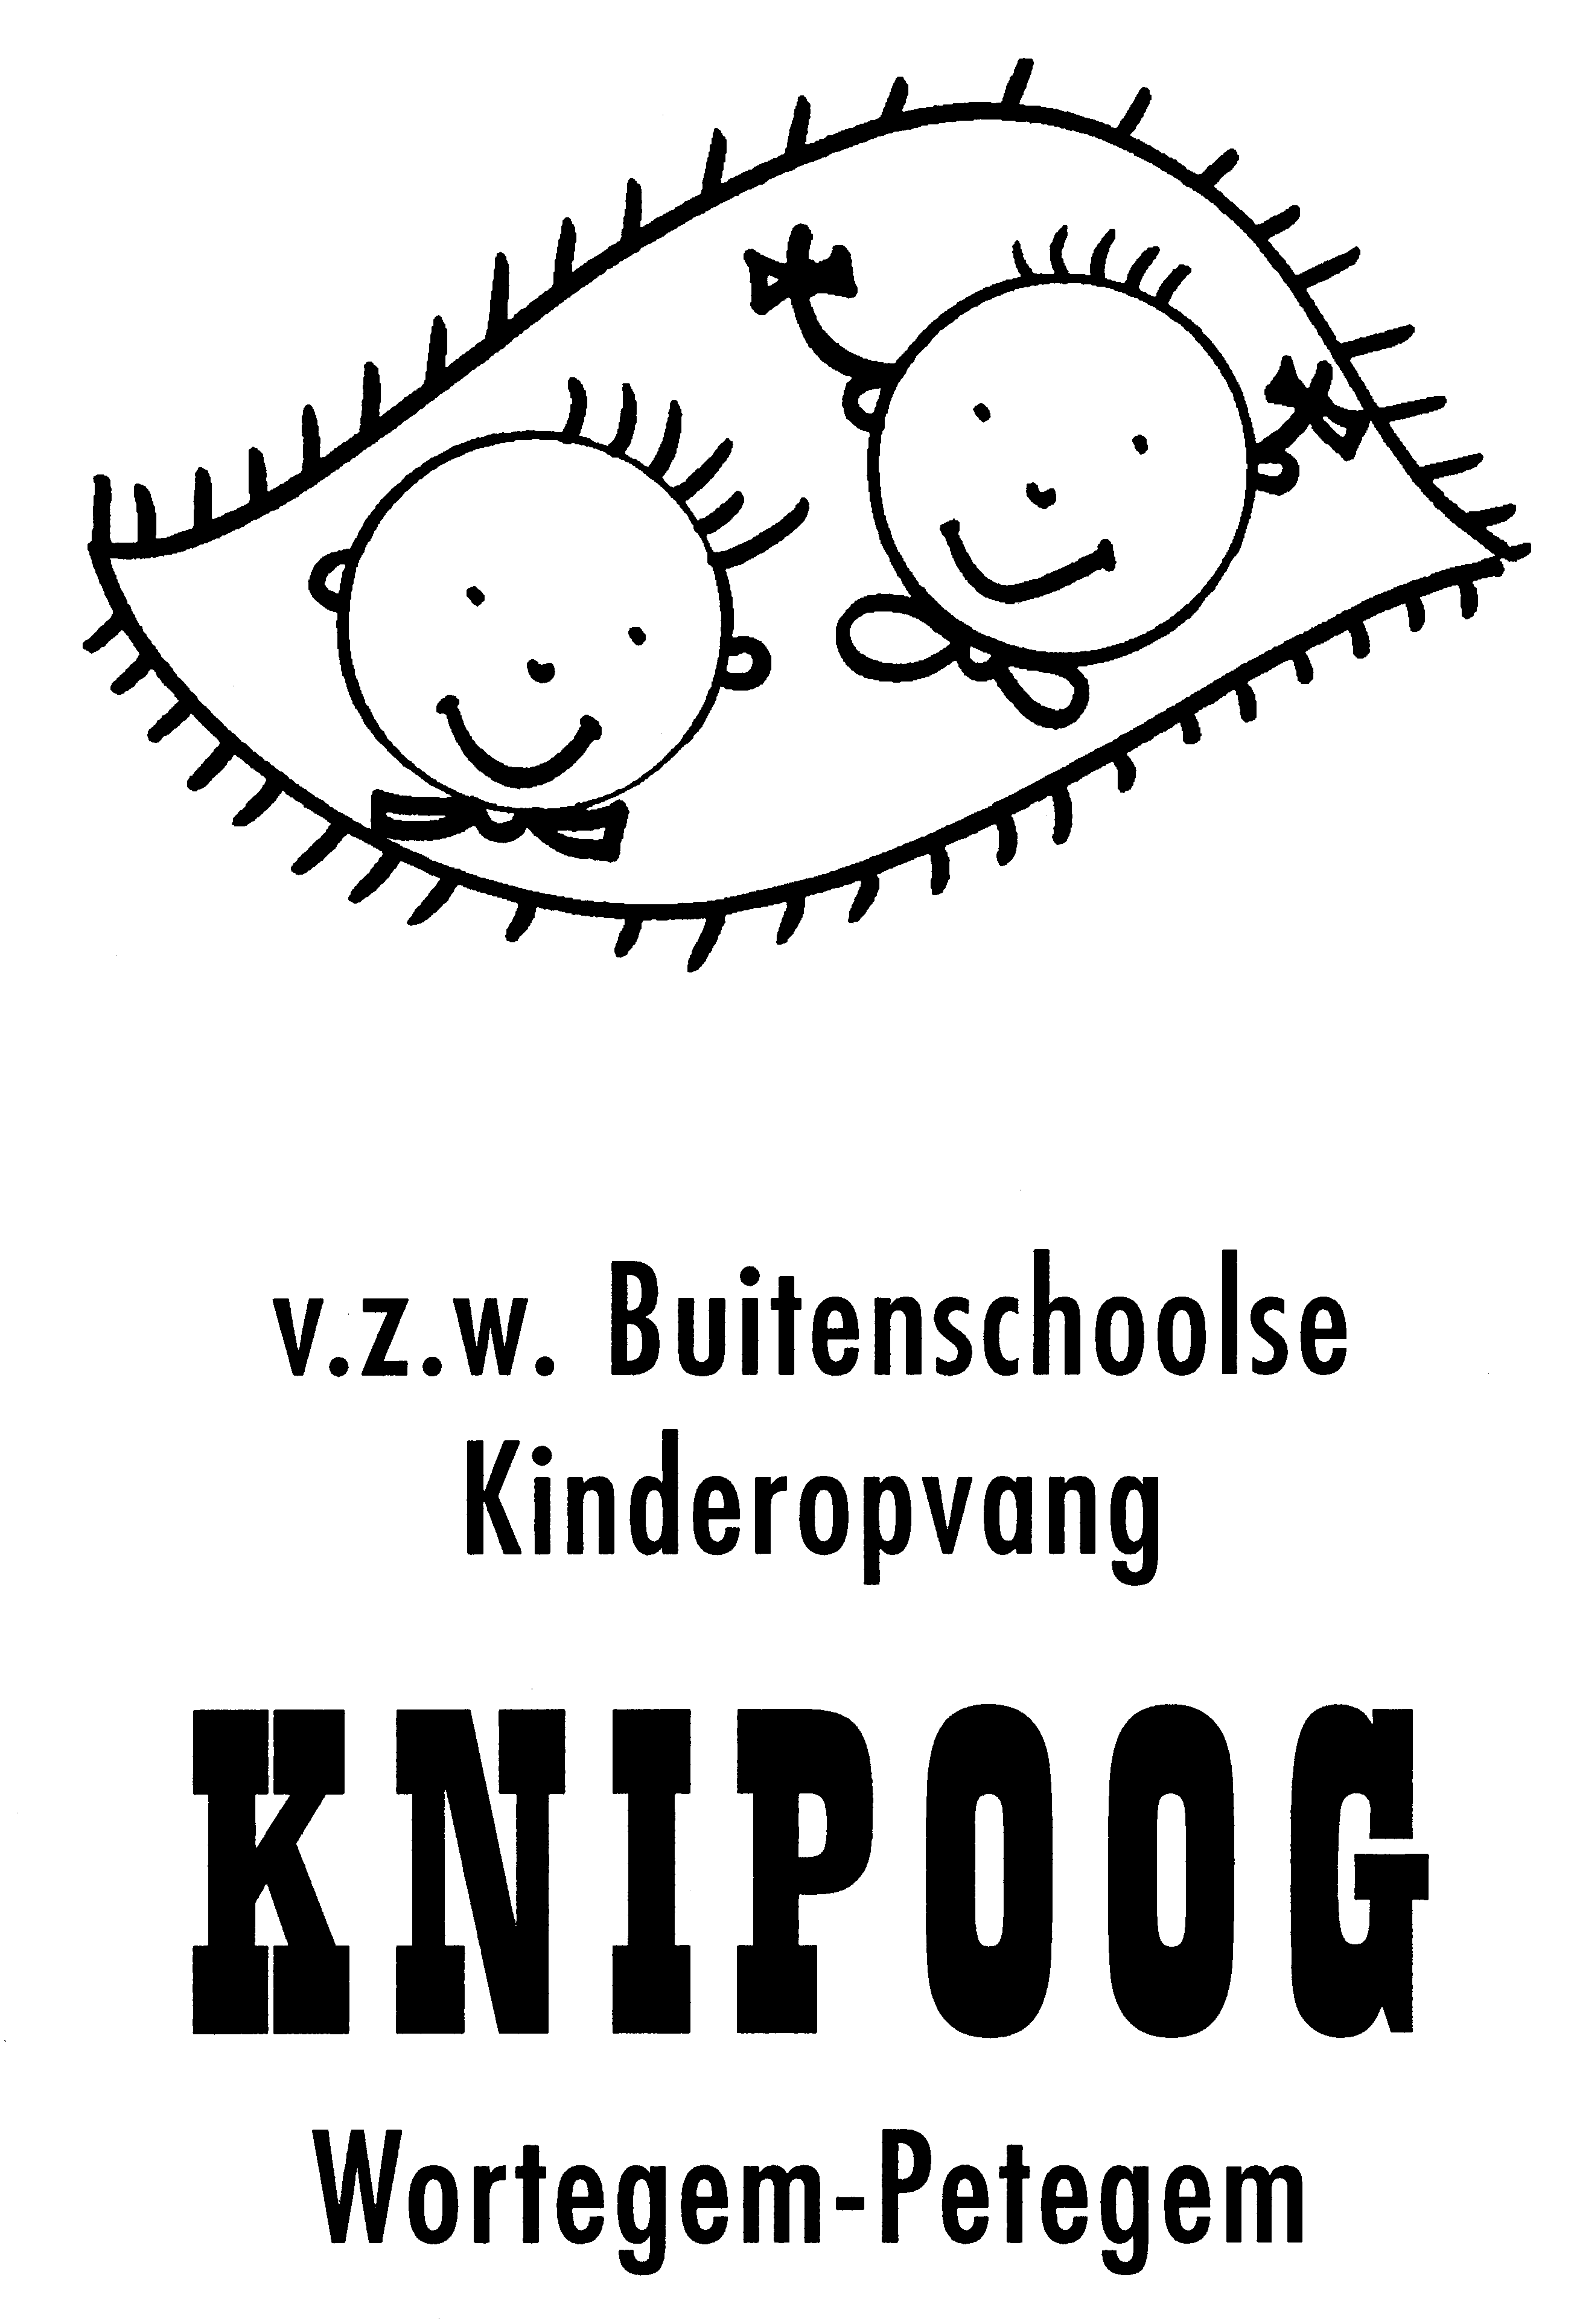 v.z.w. Buitenschoolse
Kinderopvang
KNIPOOG
Wortegem-Petegem